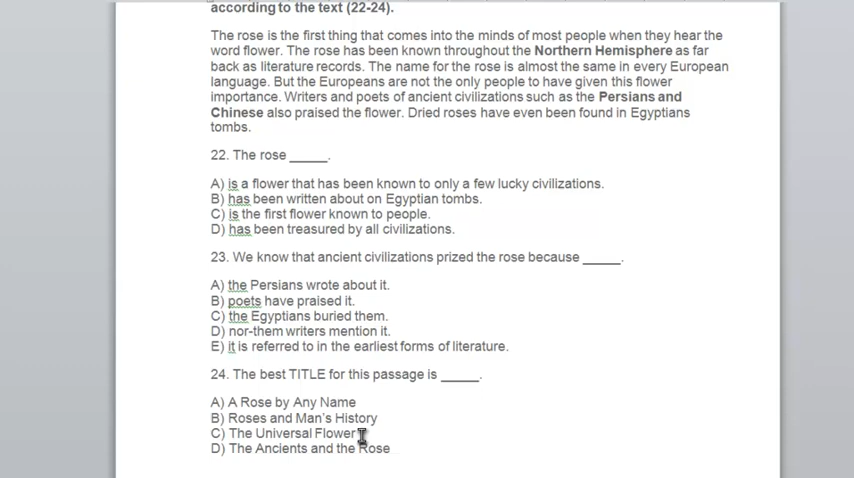 according to the text (22-24).
The rose is the first thing that comes into the minds of most people when they hear the
word flower. The rose has been known throughout the Northern Hemisphere as far
back as literature records. The name for the rose is almost the same in every European
language. But the Europeans are not the only people to have given this flower
importance. Writers and poets of ancient civilizations such as the Persians and
Chinese also praised the flower. Dried roses have even been found in Egyptians
tombs.
22. The rose _____.
A) is a flower that has been known to only a few lucky civilizations.
B) has been written about on Egyptian tombs.
C) is the first flower known to people.
D) has been treasured by all civilizations.
23. We know that ancient civilizations prized the rose because _____.
A) the Persians wrote about it.
B) poets have praised it.
C) the Egyptians buried them.
D) nor-them writers mention it.
E) it is referred to in the earliest forms of literature.
24. The best TITLE for this passage is _____.
A) A Rose by Any Name
B) Roses and Man's History
C) The Universal Flower
D) The Ancients and the Rose